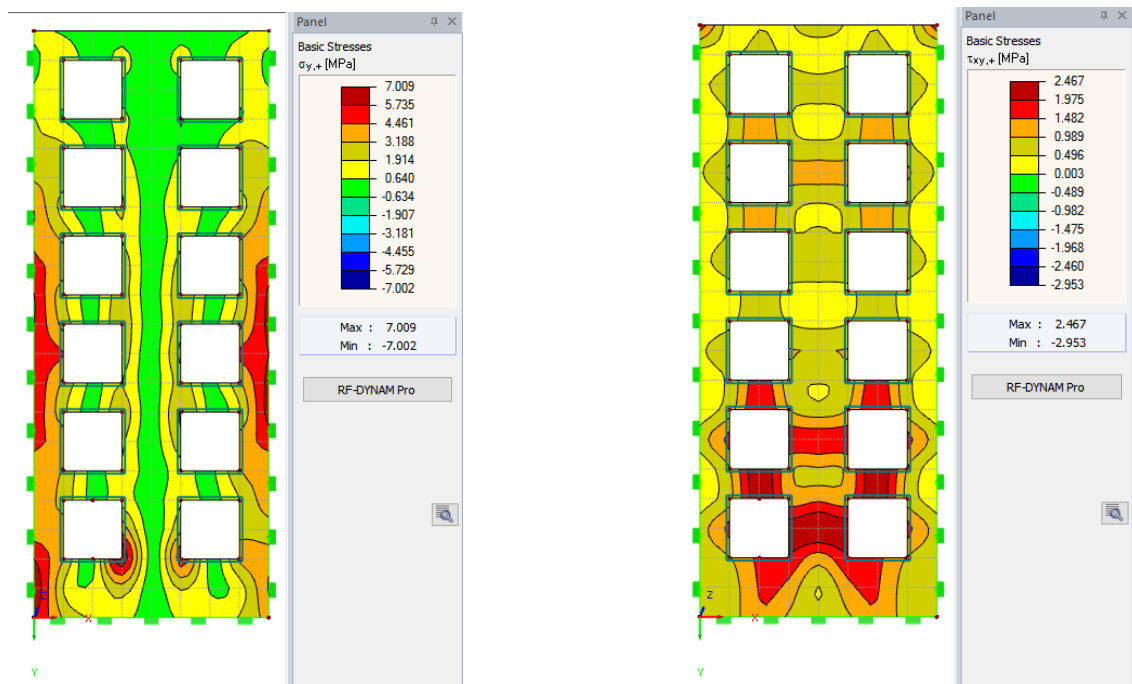 Panel
Basic Stresses
σy,+ [MPa]
7.009
5.735
4.461
3.188
1.914
0.640
-0.634
-1.907
-3.181
-4.455
-5.729
-7.002
Max : 7.009
Min : -7.002
RF-DYNAM Pro
Z
X
Y
Panel
Basic Stresses
τxy,+ [MPa]
2.467
1.975
1.482
0.989
0.496
0.003
-0.489
-0.982
-1.475
-1.968
-2.460
-2.953
Max : 2.467
Min : -2.953
RF-DYNAM Pro
Z
X
Y